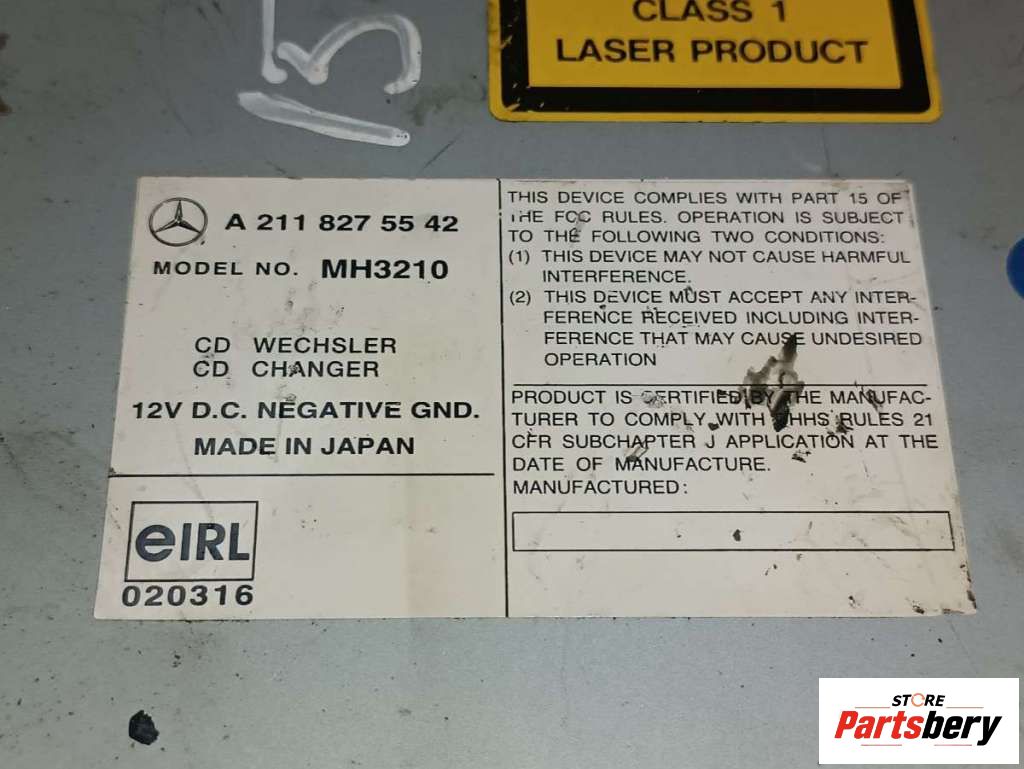 15
CLASS 1
LASER PRODUCT
A 211 827 55 42
MODEL NO. MH3210
CD WECHSLER
CD CHANGER
12V D.C. NEGATIVE GND.
MADE IN JAPAN
eIRL
020316
THIS DEVICE COMPLIES WITH PART 15 OF
THE FCC RULES. OPERATION IS SUBJECT
TO THE FOLLOWING TWO CONDITIONS:
(1) THIS DEVICE MAY NOT CAUSE HARMFUL
INTERFERENCE.
(2) THIS DEVICE MUST ACCEPT ANY INTER-
FERENCE RECEIVED INCLUDING INTER-
FERENCE THAT MAY CAUSE UNDESIRED
OPERATION
PRODUCT IS CERTIFIED BY THE MANUFAC-
TURER TO COMPLY WITH DHHS RULES 21
CFR SUBCHAPTER J APPLICATION AT THE
DATE OF MANUFACTURE.
MANUFACTURED:
STORE
Partsbery